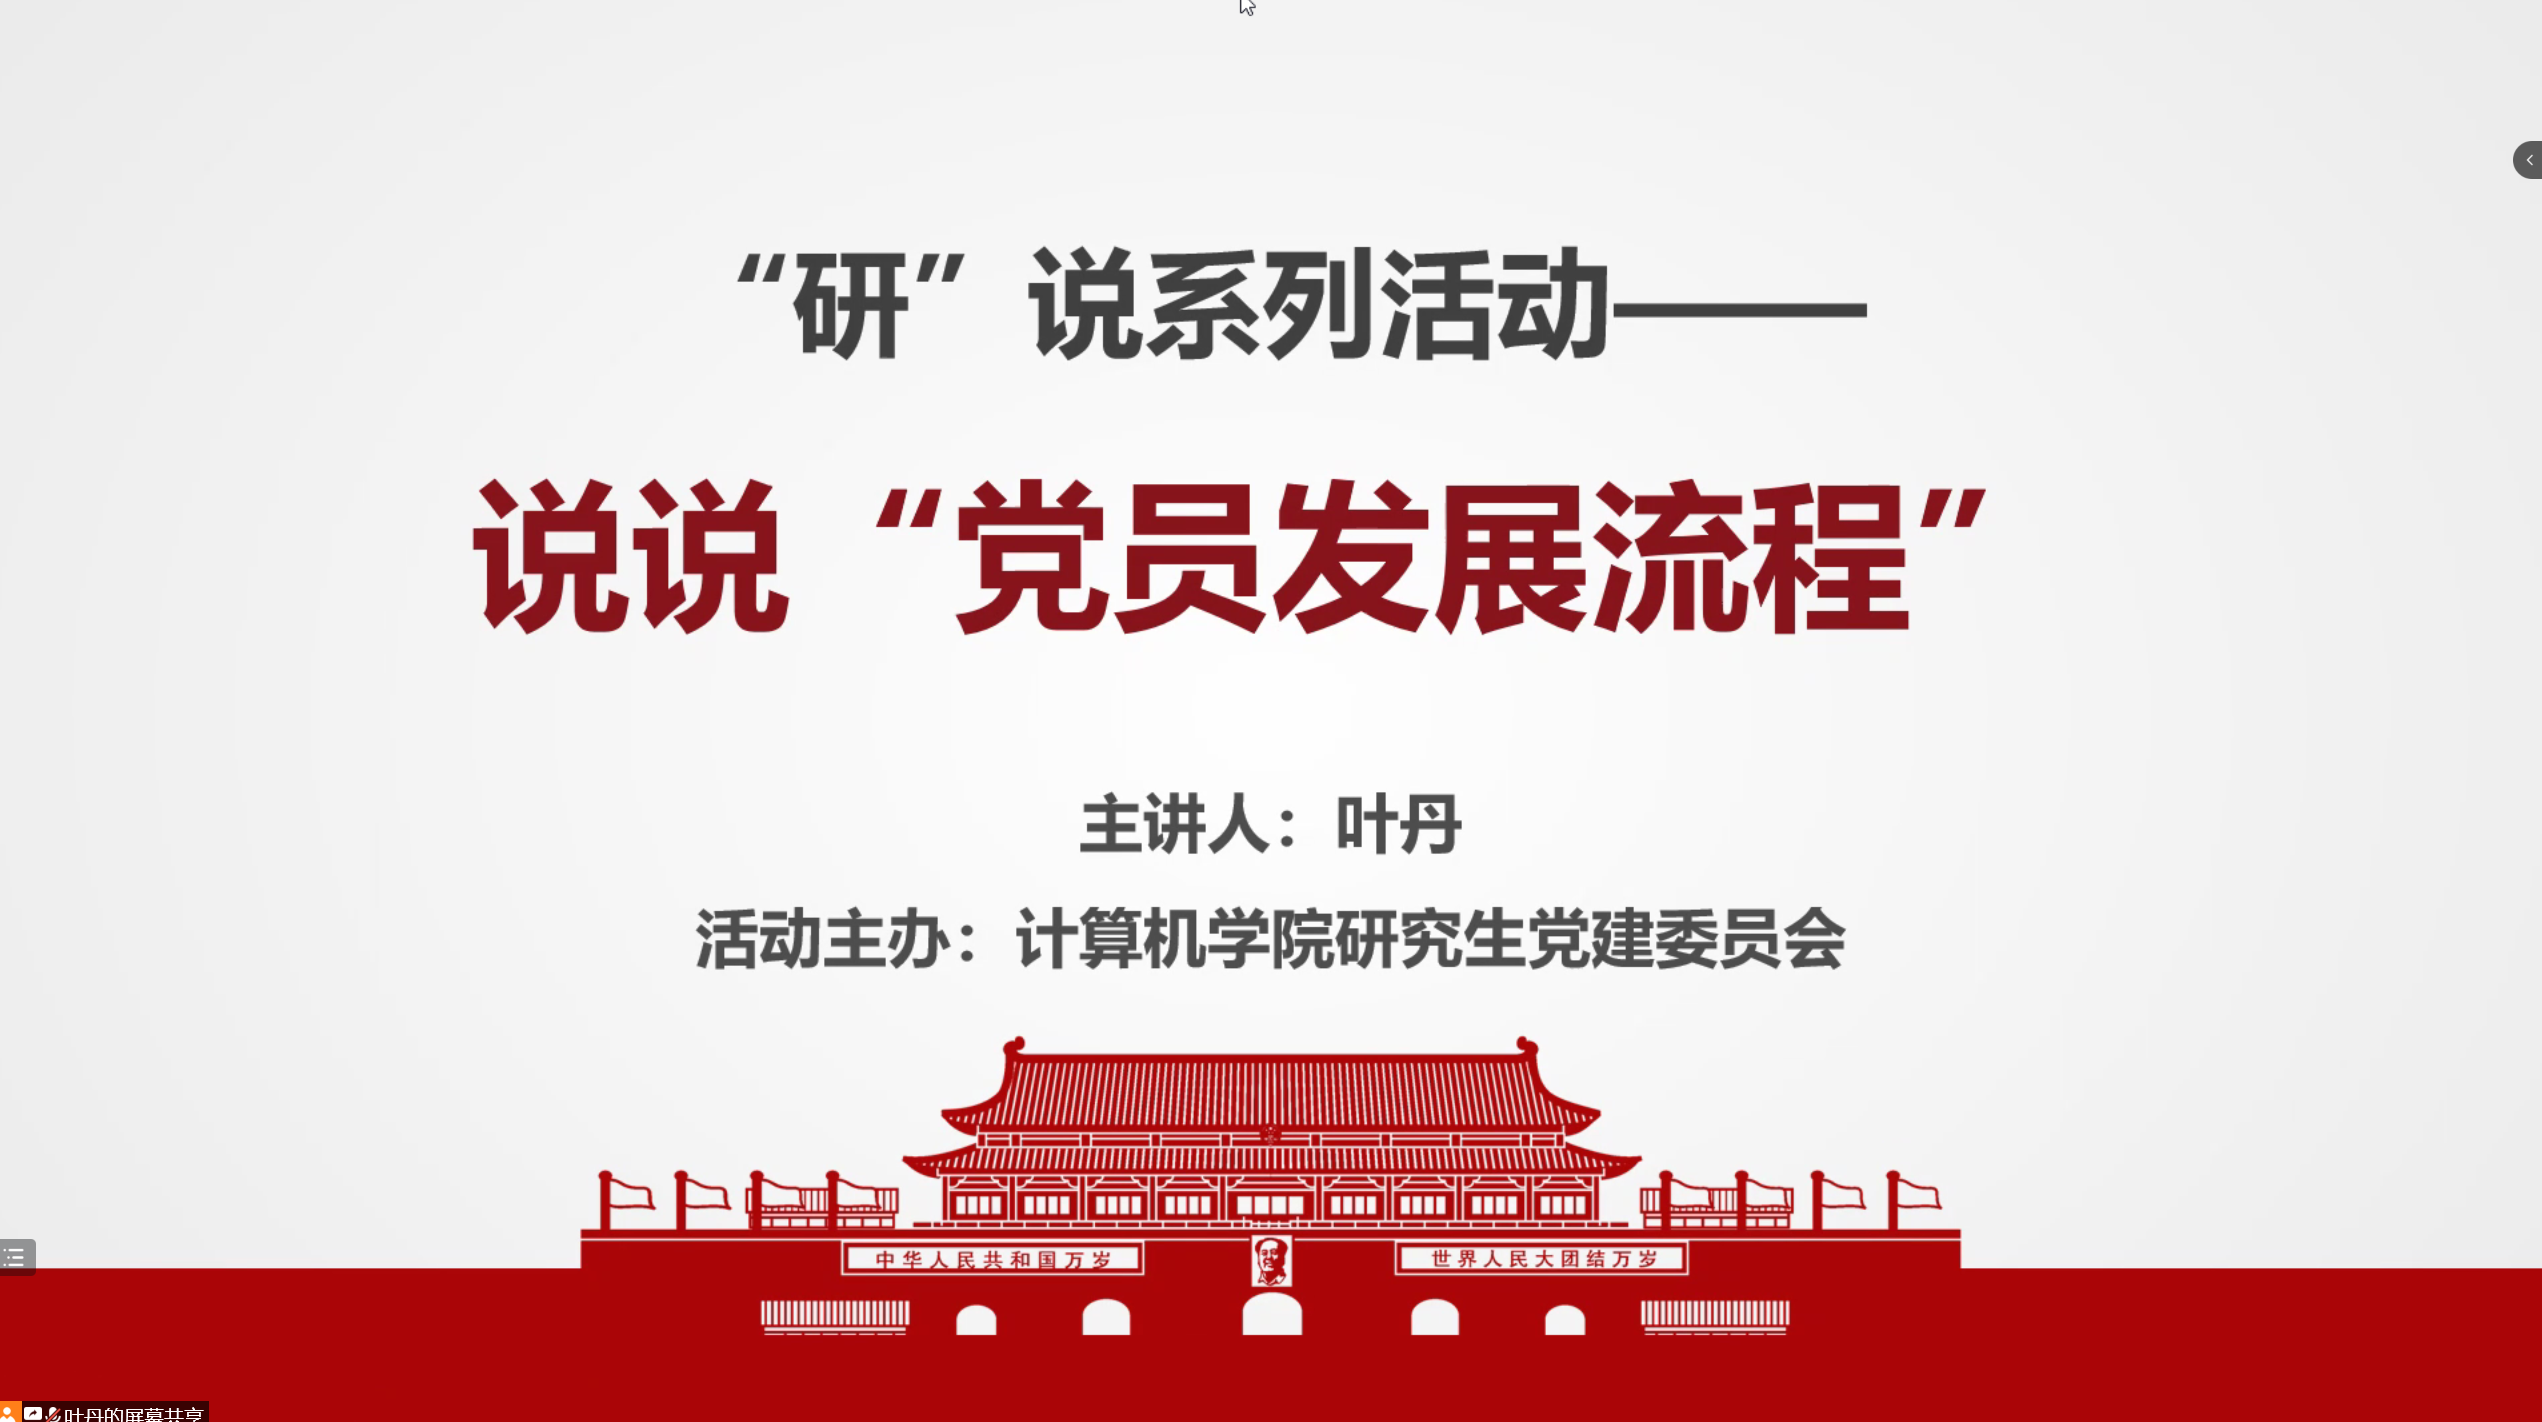 “研”说系列活动——
说说“党员发展流程”
主讲人：叶丹
活动主办：计算机学院研究生党建委员会
中华人民共和国万岁
世界人民大团结万岁
叶丹的屏幕共享